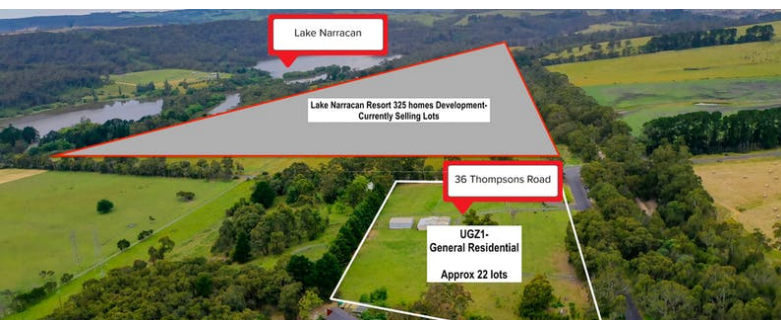 Lake Narracan
Lake Narracan Resort 325 homes Development-
Currently Selling Lots
36 Thompsons Road
UGZ1-
General Residential
Approx 22 lots